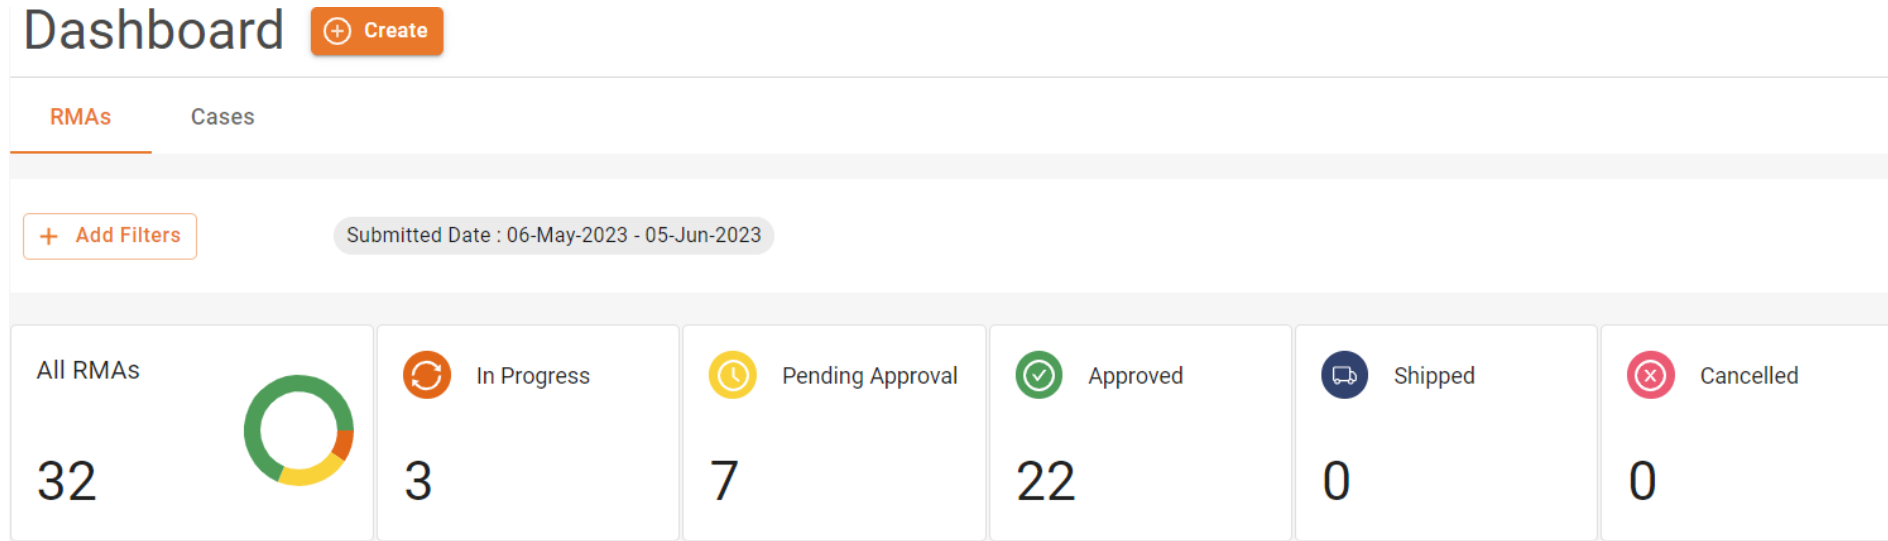 Dashboard
Create
RMAs
Cases
Add Filters
Submitted Date : 06-May-2023 - 05-Jun-2023
All RMAs
32
In Progress
3
Pending Approval
7
Approved
22
Shipped
0
Cancelled
0